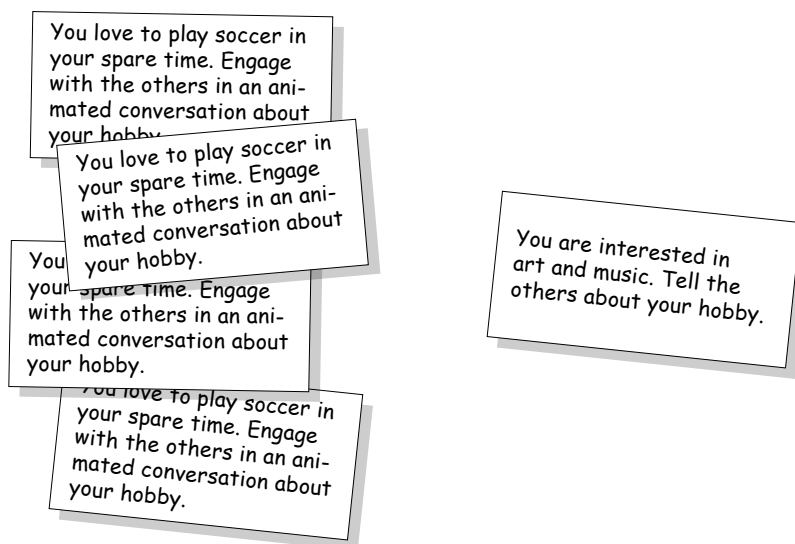 You love to play soccer in
your spare time. Engage
with the others in an ani-
mated conversation about
your hobby.
You love to play soccer in
your spare time. Engage
with the others in an ani-
mated conversation about
your hobby.
You
your spare time. Engage
with the others in an ani-
mated conversation about
your hobby.
You love to play soccer in
your spare time. Engage
with the others in an ani-
mated conversation about
your hobby.
You are interested in
art and music. Tell the
others about your hobby.